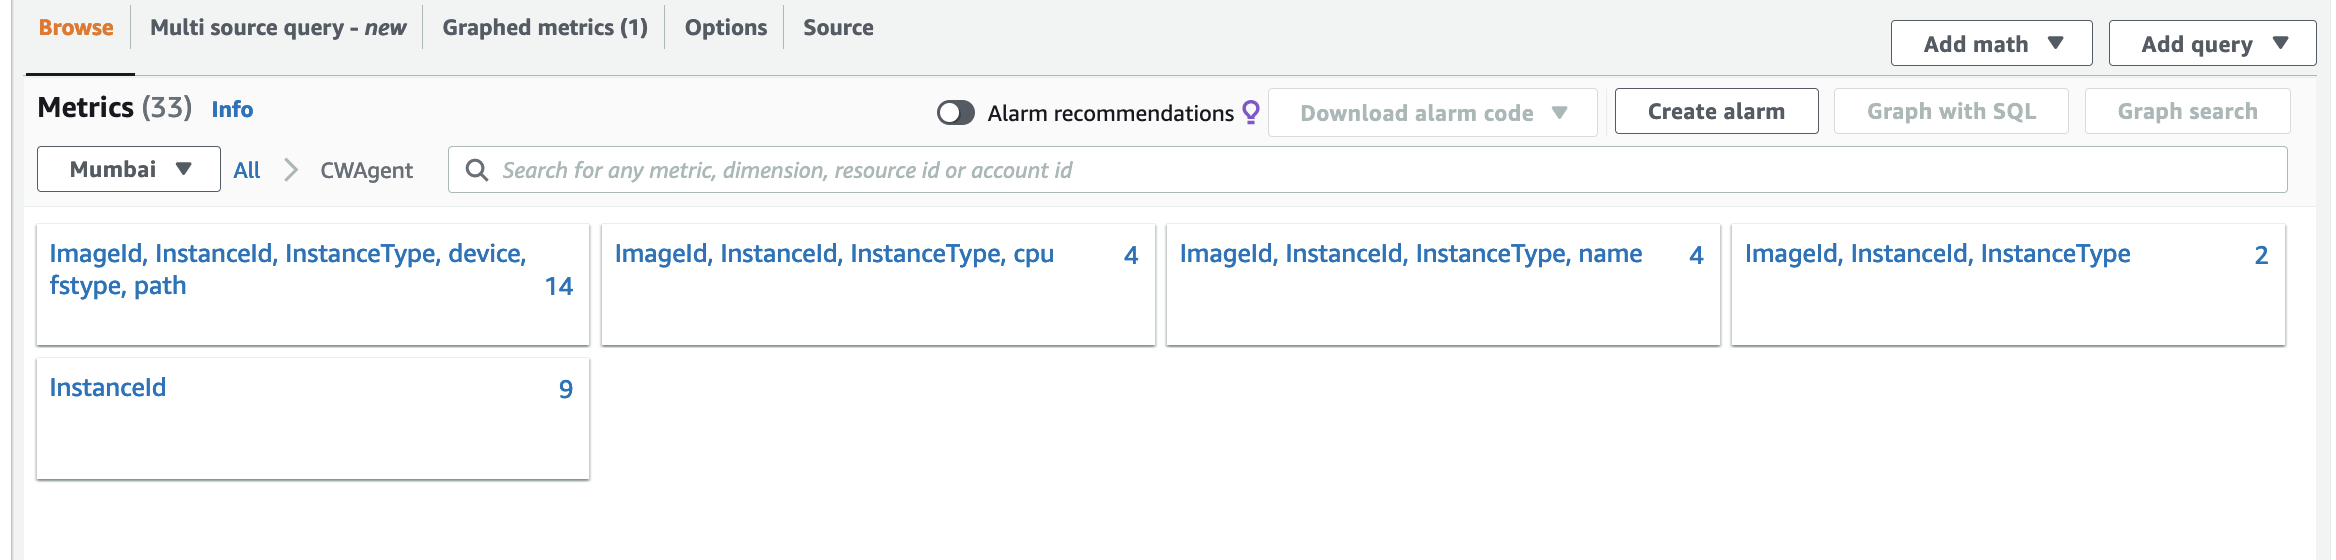 Browse
Multi source query - new
Graphed metrics (1)
Options
Source
Add math
Add query
Metrics (33) Info
Alarm recommendations
Download alarm code
Create alarm
Graph with SQL
Graph search
Mumbai
All
CWAgent
Search for any metric, dimension, resource id or account id
ImageId, InstanceId, InstanceType, device,
fstype, path 14
ImageId, InstanceId, InstanceType, cpu 4
ImageId, InstanceId, InstanceType, name 4
ImageId, InstanceId, InstanceType 2
InstanceId 9